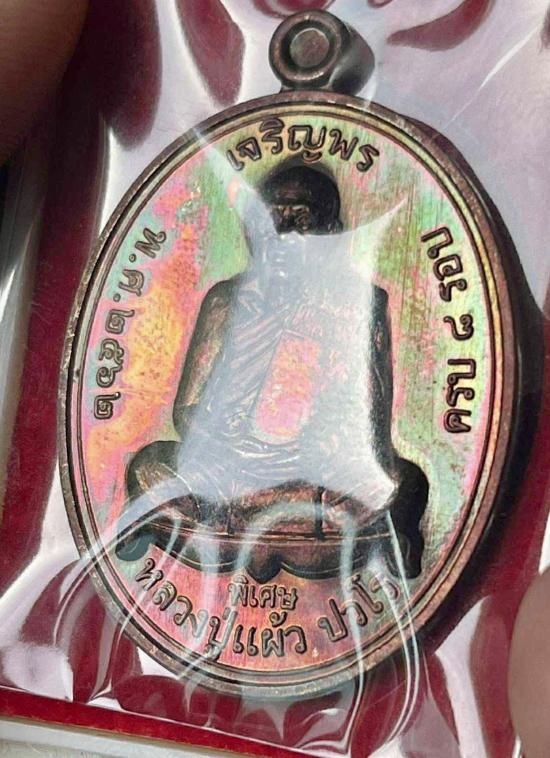 เจริญพร
พ.ศ.๒๕๖๒
ครบ ๘ รอบ
พิเศษ
หลวงปู่แผ้ว ปวโร